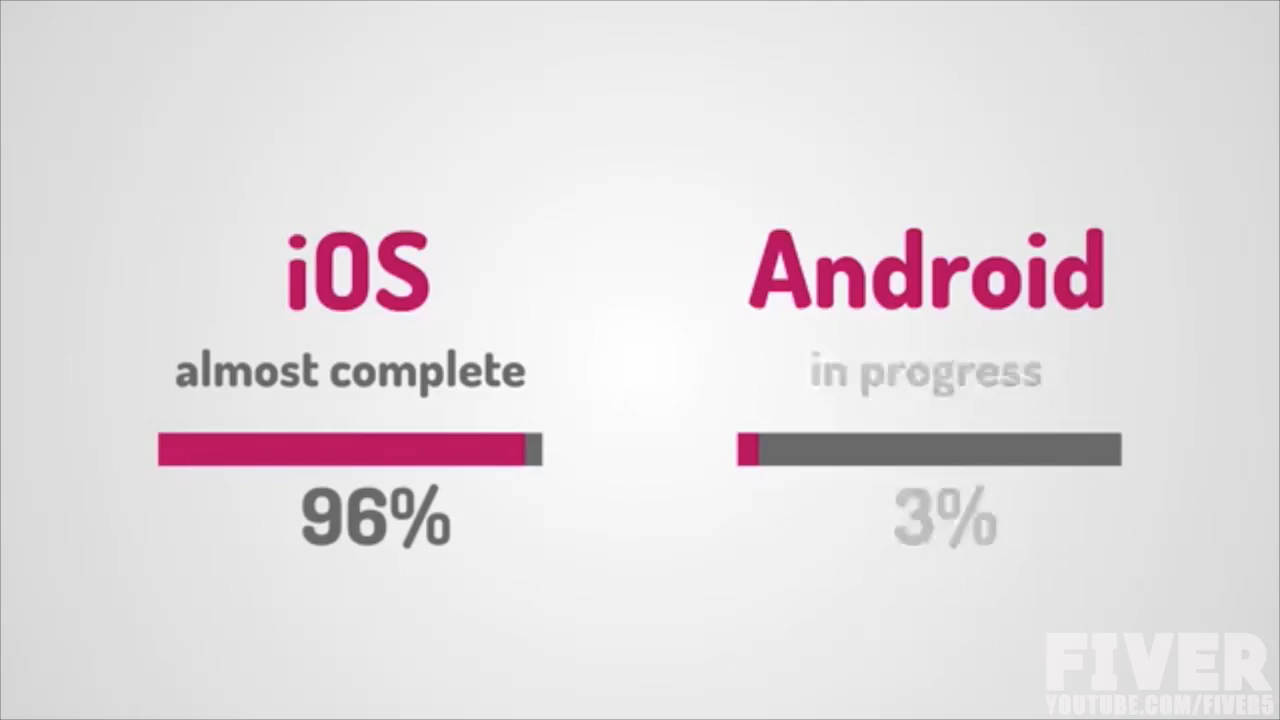 iOS
almost complete
96%
Android
in progress
3%
FIVER
YOUTUBE.COM/FIVER5